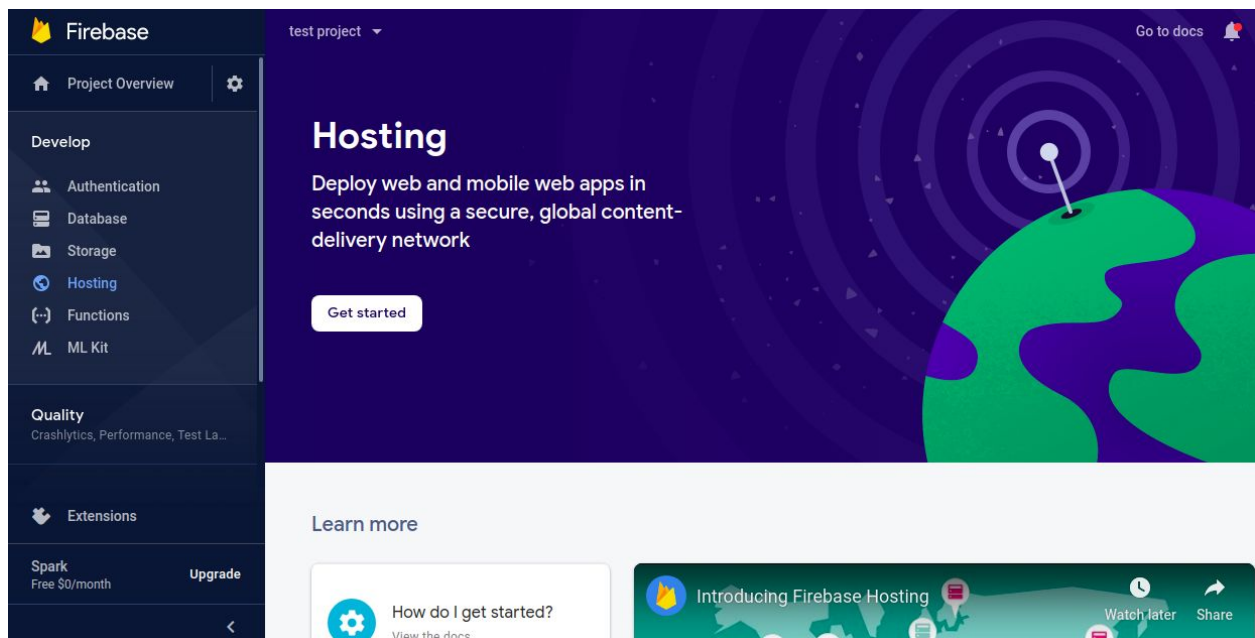 Firebase
Project Overview
Develop
Authentication
Database
Storage
Hosting
Functions
ML Kit
Quality
Crashlytics, Performance, Test La...
Extensions
Spark
Free $0/month
Upgrade
test project
Go to docs
Hosting
Deploy web and mobile web apps in
seconds using a secure, global content-
delivery network
Get started
Learn more
How do I get started?
View the docs
Introducing Firebase Hosting
Watch later
Share